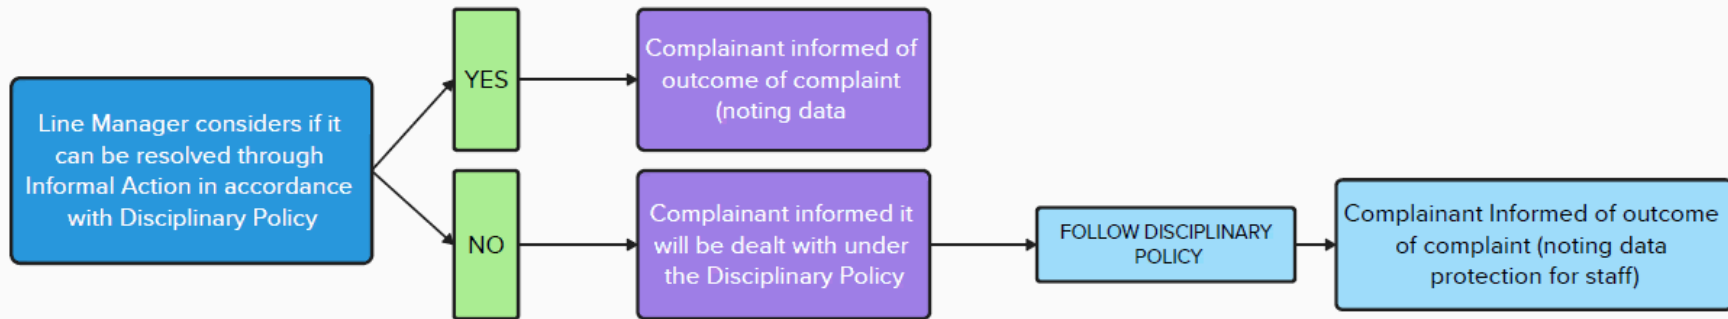 Line Manager considers if it
can be resolved through
Informal Action in accordance
with Disciplinary Policy
YES
Complainant informed of
outcome of complaint
(noting data
NO
Complainant informed it
will be dealt with under
the Disciplinary Policy
FOLLOW DISCIPLINARY
POLICY
Complainant Informed of outcome
of complaint (noting data
protection for staff)